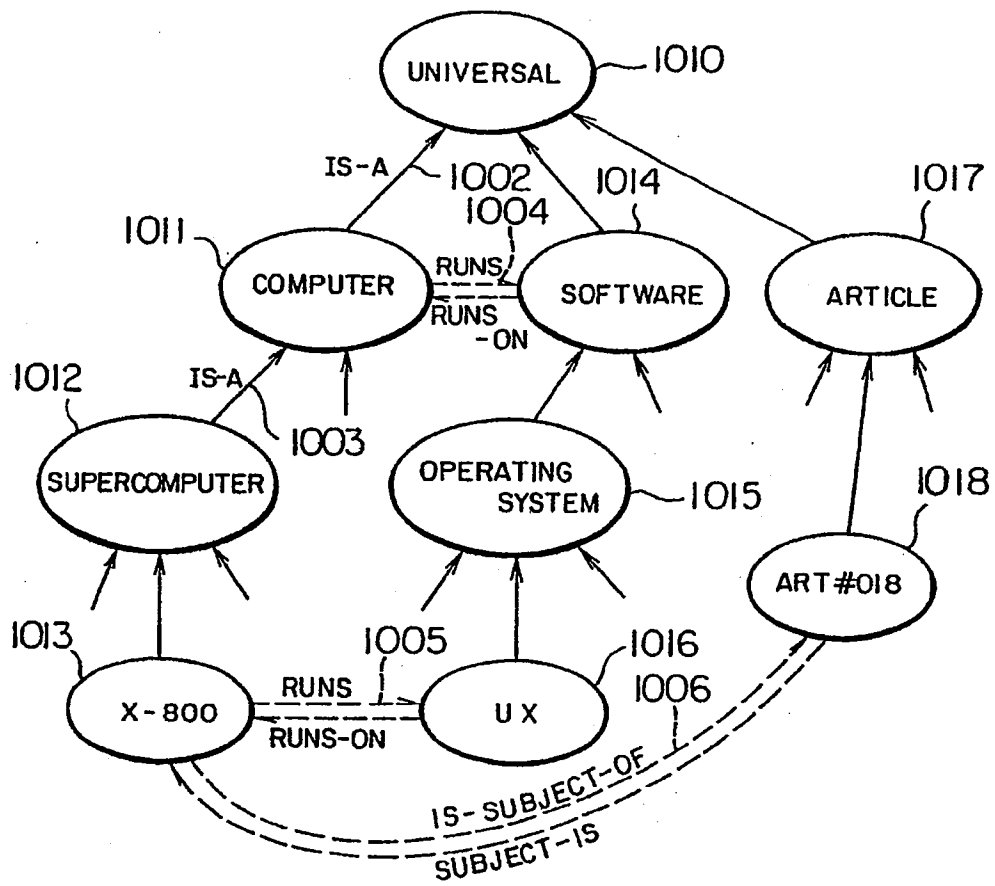 UNIVERSAL
1010
IS-A
1002
1014
1017
1004
1011
COMPUTER
RUNS
RUNS
-ON
SOFTWARE
ARTICLE
1012
IS-A
1003
SUPERCOMPUTER
OPERATING
SYSTEM
1015
1018
ART#018
1013
1005
1016
1006
X-800
RUNS
RUNS-ON
UX
IS-SUBJECT-OF
SUBJECT-IS